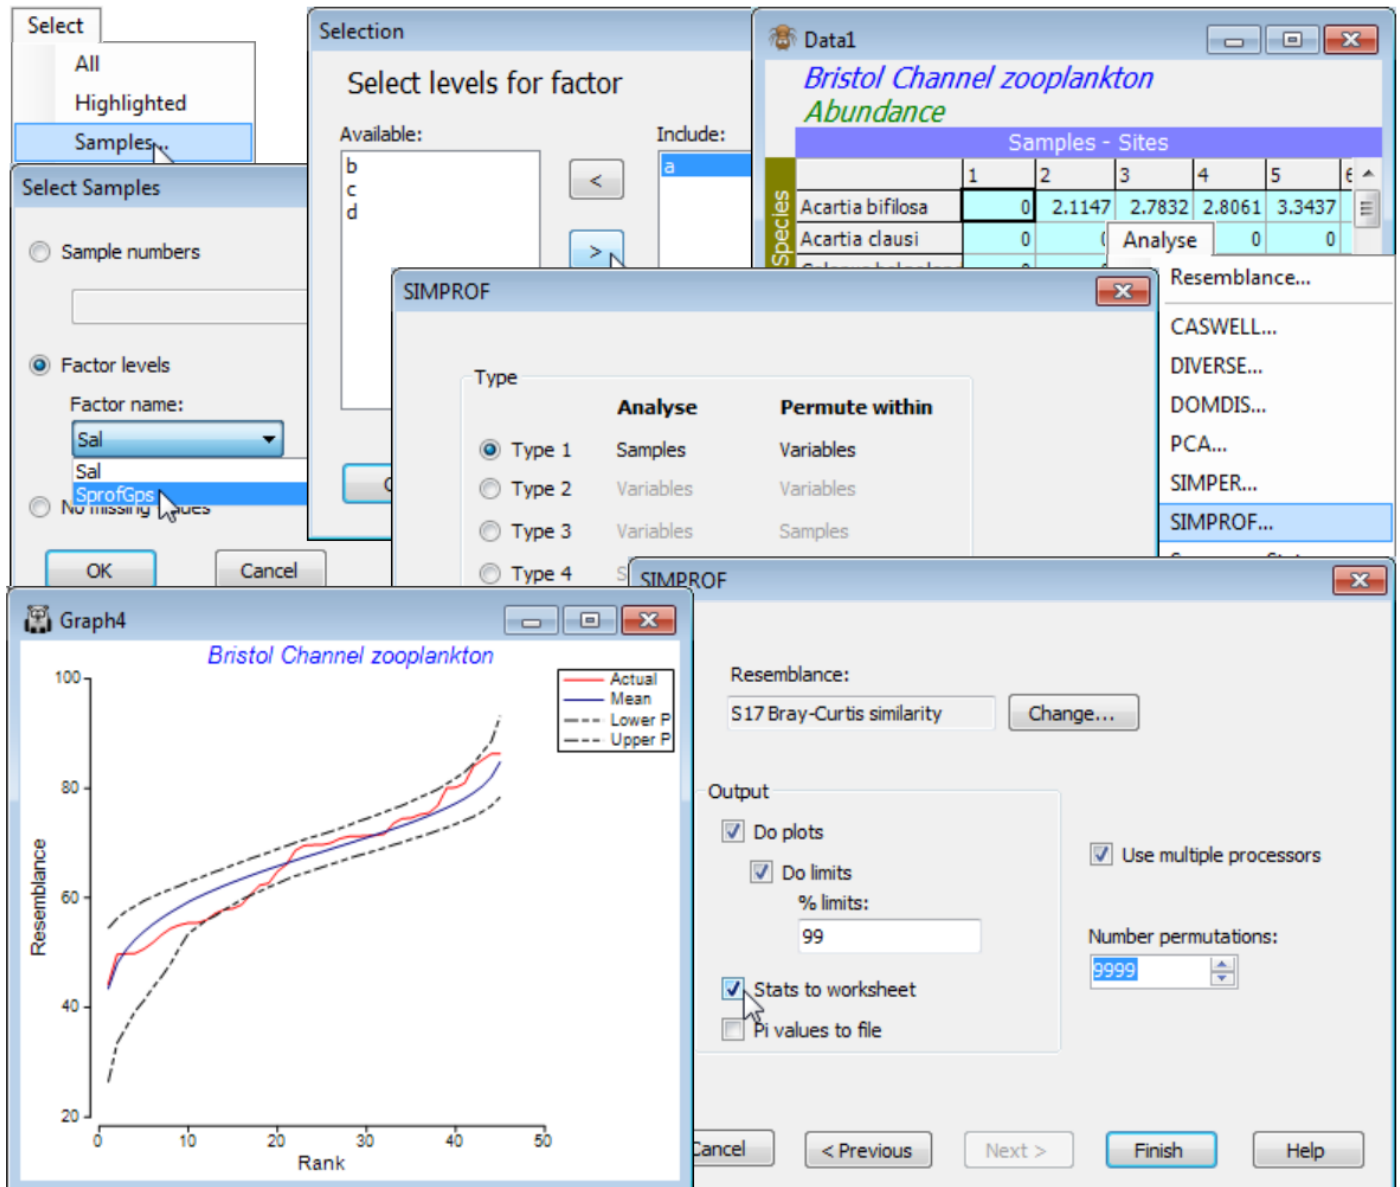 Select
All
Highlighted
Samples...
Select Samples
Sample numbers
Factor levels
Factor name:
Sal
Sal
SprofGps
No missing values
OK
Cancel
Selection
Select levels for factor
Available:
Include:
b
c
d
<
>
a
Data1
Bristol Channel zooplankton
Abundance
Samples - Sites
Species
1 2 3 4 5 6
Acartia bifilosa 0 2.1147 2.7832 2.8061 3.3437
Acartia clausi 0 0 0
Analyse
Resemblance...
CASWELL...
DIVERSE...
DOMDIS...
PCA...
SIMPER...
SIMPROF...
SIMPROF
Type
Analyse Permute within
Type 1 Samples Variables
Type 2 Variables Variables
Type 3 Variables Samples
Type 4
SIMPROF
Resemblance:
S17 Bray-Curtis similarity
Change...
Output
Do plots
Do limits
% limits:
99
Stats to worksheet
Pi values to file
Use multiple processors
Number permutations:
9999
Cancel
< Previous
Next >
Finish
Help
Graph4
Bristol Channel zooplankton
Actual
Mean
Lower P
Upper P
100
80
60
40
20
Resemblance
0 10 20 30 40 50
Rank